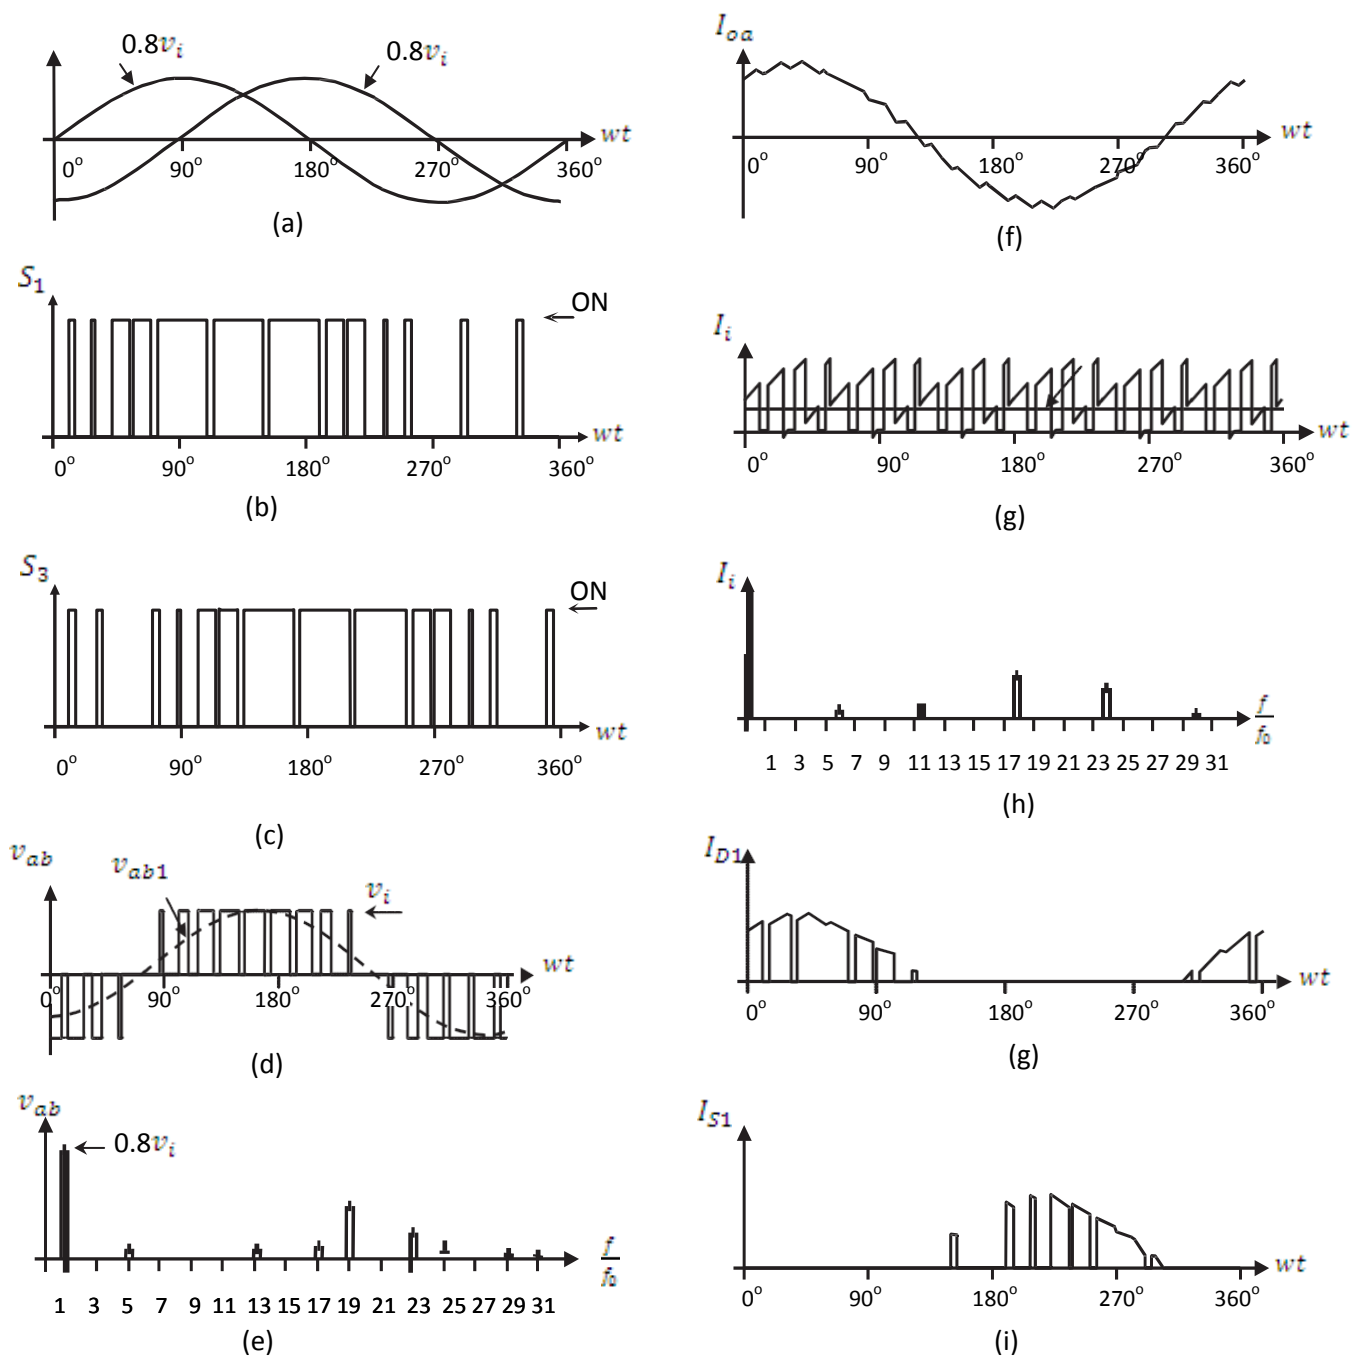 0.8v_i
0.8v_i
wt
0° 90° 180° 270° 360°
(a)
S_1
ON
wt
0° 90° 180° 270° 360°
(b)
S_3
ON
wt
0° 90° 180° 270° 360°
(c)
v_ab
v_ab1
v_i
wt
0° 90° 180° 270° 360°
(d)
v_ab
0.8v_i
f/f_0
1 3 5 7 9 11 13 15 17 19 21 23 25 27 29 31
(e)
I_oa
wt
0° 90° 180° 270° 360°
(f)
I_i
wt
0° 90° 180° 270° 360°
(g)
I_i
f/f_0
1 3 5 7 9 11 13 15 17 19 21 23 25 27 29 31
(h)
I_D1
wt
0° 90° 180° 270° 360°
(g)
I_S1
wt
0° 90° 180° 270° 360°
(i)